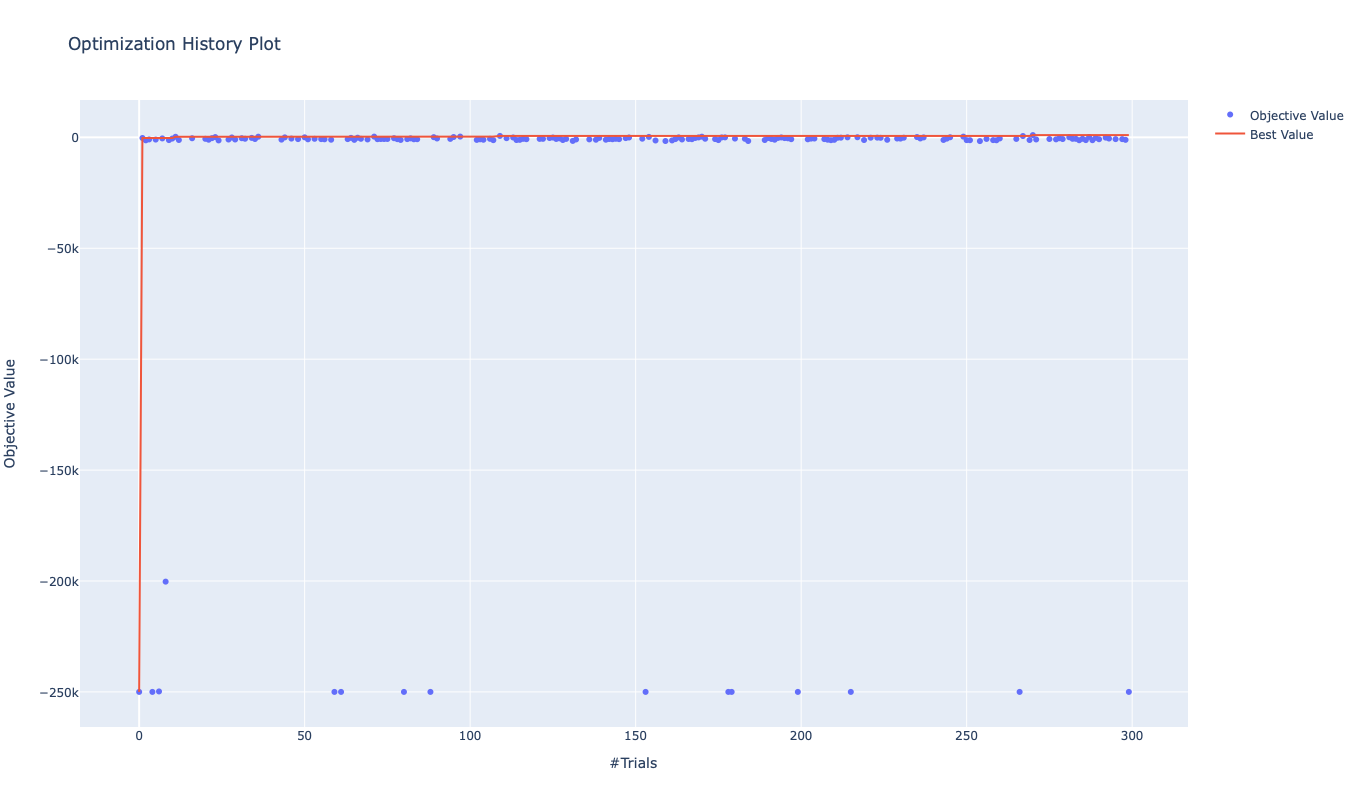 Optimization History Plot
Objective Value
Best Value
0
−50k
−100k
−150k
−200k
−250k
Objective Value
0
50
100
150
200
250
300
#Trials